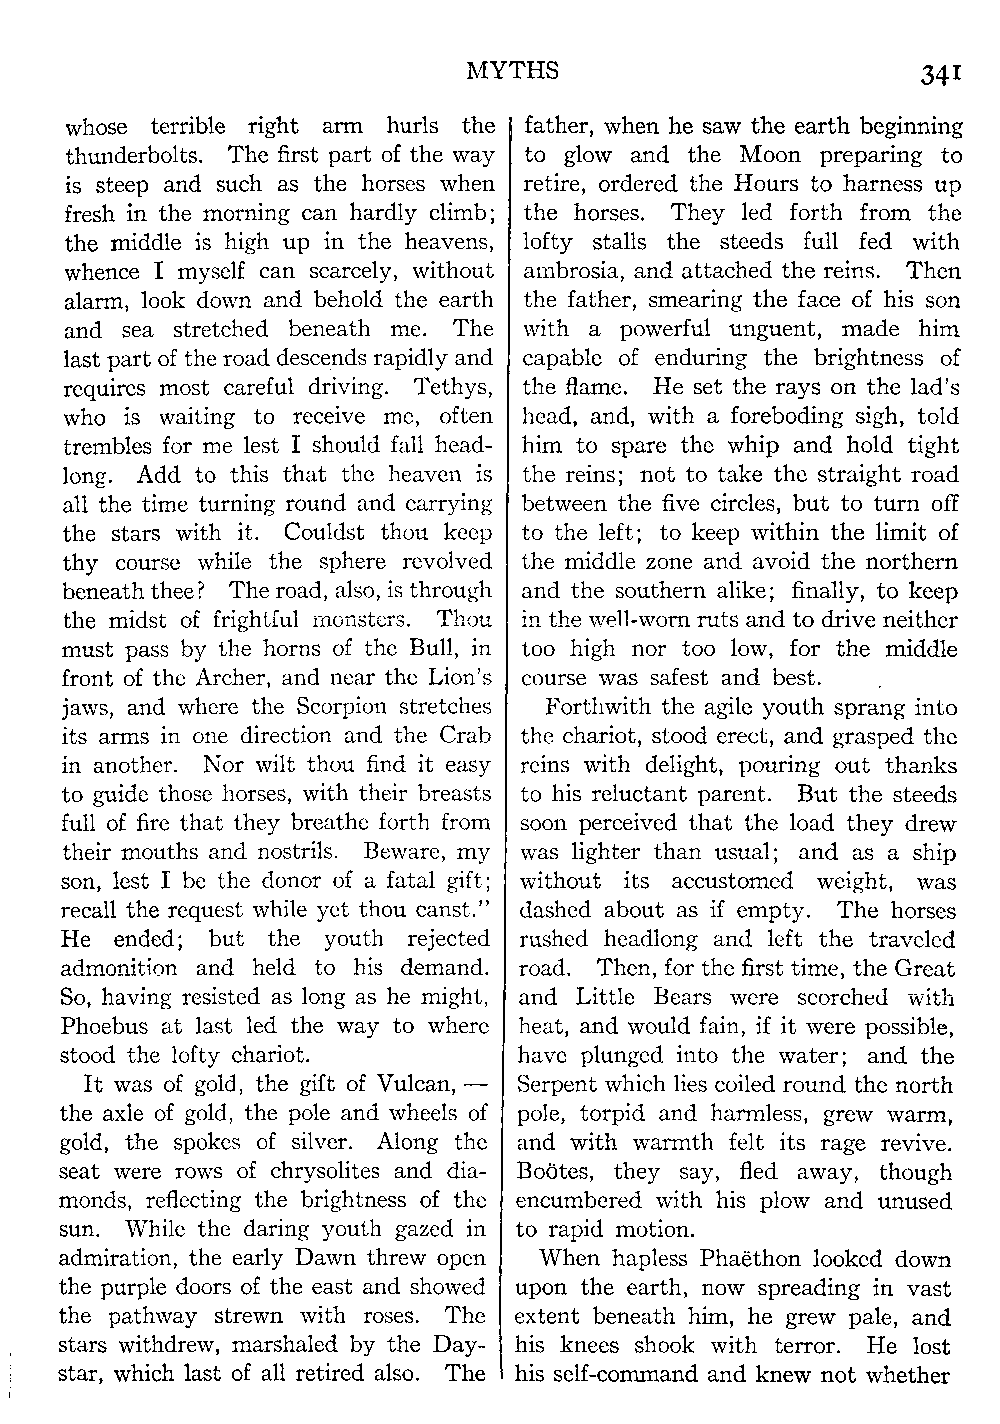 MYTHS 341
whose terrible right arm hurls the
thunderbolts. The first part of the way
is steep and such as the horses when
fresh in the morning can hardly climb;
the middle is high up in the heavens,
whence I myself can scarcely, without
alarm, look down and behold the earth
and sea stretched beneath me. The
last part of the road descends rapidly and
requires most careful driving. Tethys,
who is waiting to receive me, often
trembles for me lest I should fall head-
long. Add to this that the heaven is
all the time turning round and carrying
the stars with it. Couldst thou keep
thy course while the sphere revolved
beneath thee? The road, also, is through
the midst of frightful monsters. Thou
must pass by the horns of the Bull, in
front of the Archer, and near the Lion's
jaws, and where the Scorpion stretches
its arms in one direction and the Crab
in another. Nor wilt thou find it easy
to guide those horses, with their breasts
full of fire that they breathe forth from
their mouths and nostrils. Beware, my
son, lest I be the donor of a fatal gift;
recall the request while yet thou canst."
He ended; but the youth rejected
admonition and held to his demand.
So, having resisted as long as he might,
Phoebus at last led the way to where
stood the lofty chariot.
It was of gold, the gift of Vulcan, —
the axle of gold, the pole and wheels of
gold, the spokes of silver. Along the
seat were rows of chrysolites and dia-
monds, reflecting the brightness of the
sun. While the daring youth gazed in
admiration, the early Dawn threw open
the purple doors of the east and showed
the pathway strewn with roses. The
stars withdrew, marshaled by the Day-
star, which last of all retired also. The
father, when he saw the earth beginning
to glow and the Moon preparing to
retire, ordered the Hours to harness up
the horses. They led forth from the
lofty stalls the steeds full fed with
ambrosia, and attached the reins. Then
the father, smearing the face of his son
with a powerful unguent, made him
capable of enduring the brightness of
the flame. He set the rays on the lad's
head, and, with a foreboding sigh, told
him to spare the whip and hold tight
the reins; not to take the straight road
between the five circles, but to turn off
to the left; to keep within the limit of
the middle zone and avoid the northern
and the southern alike; finally, to keep
in the well-worn ruts and to drive neither
too high nor too low, for the middle
course was safest and best.
Forthwith the agile youth sprang into
the chariot, stood erect, and grasped the
reins with delight, pouring out thanks
to his reluctant parent. But the steeds
soon perceived that the load they drew
was lighter than usual; and as a ship
without its accustomed weight, was
dashed about as if empty. The horses
rushed headlong and left the traveled
road. Then, for the first time, the Great
and Little Bears were scorched with
heat, and would fain, if it were possible,
have plunged into the water; and the
Serpent which lies coiled round the north
pole, torpid and harmless, grew warm,
and with warmth felt its rage revive.
Boötes, they say, fled away, though
encumbered with his plow and unused
to rapid motion.
When hapless Phaëthon looked down
upon the earth, now spreading in vast
extent beneath him, he grew pale, and
his knees shook with terror. He lost
his self-command and knew not whether